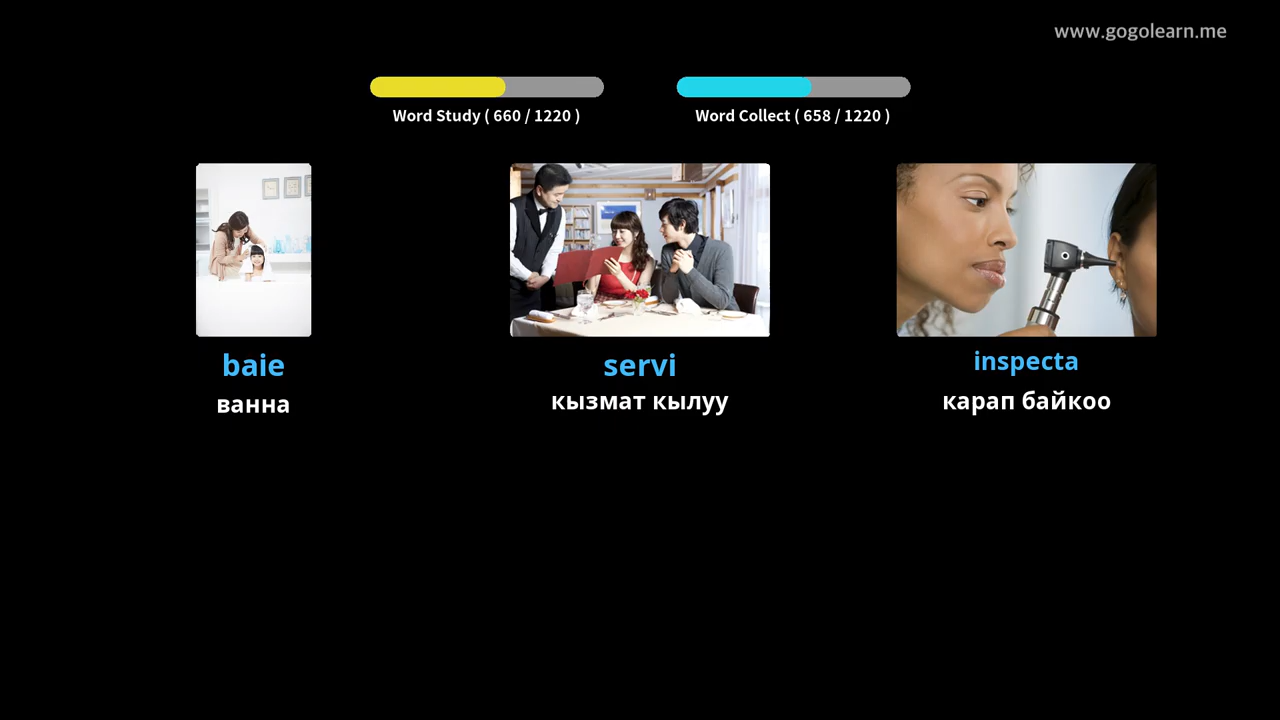 www.gogolearn.me
Word Study ( 660 / 1220 )
Word Collect ( 658 / 1220 )
baie
ванна
servi
кызмат кылуу
inspecta
карап байкоо